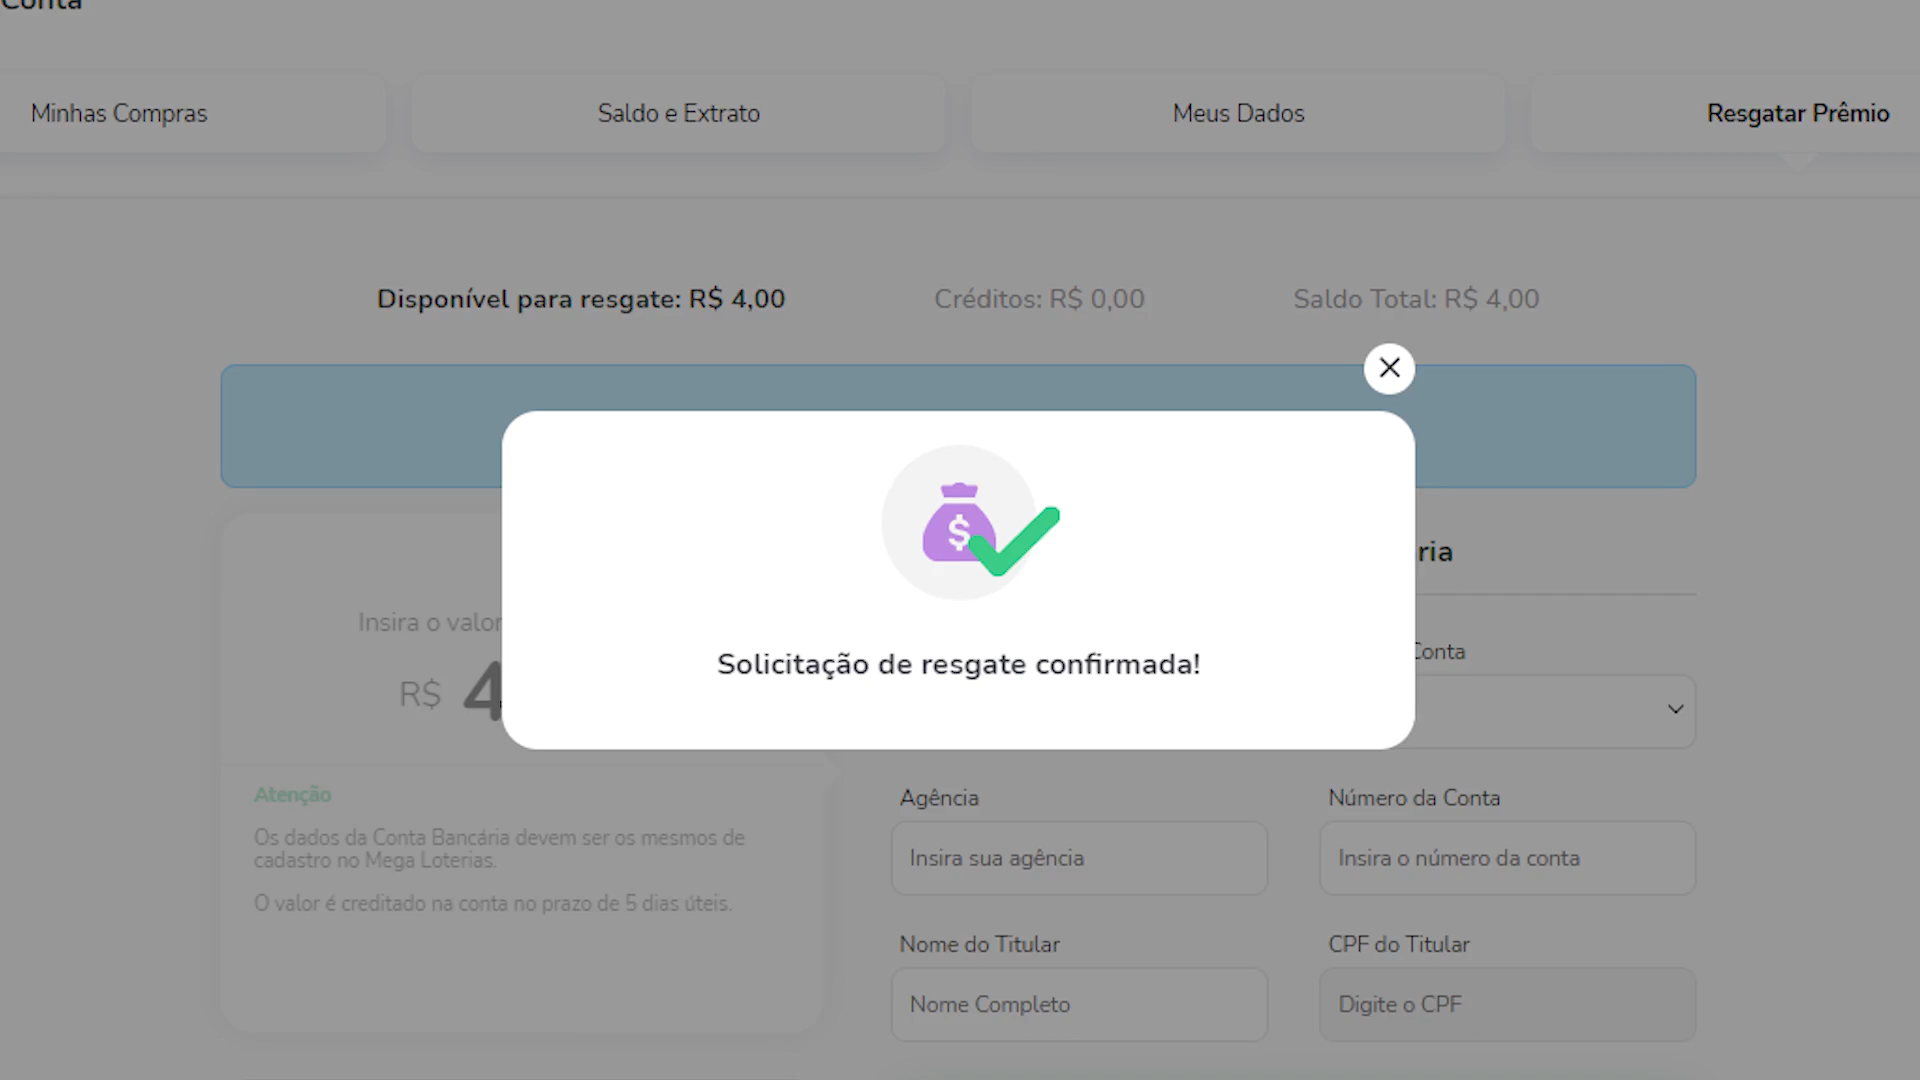 Conta
Minhas Compras
Saldo e Extrato
Meus Dados
Resgatar Prêmio
Disponível para resgate: R$ 4,00
Créditos: R$ 0,00
Saldo Total: R$ 4,00
$
Solicitação de resgate confirmada!
Insira o valor
R$ 4
Atenção
Os dados da Conta Bancária devem ser os mesmos de
cadastro no Mega Loterias.
O valor é creditado na conta no prazo de 5 dias úteis.
ria
Conta
Agência
Número da Conta
Insira sua agência
Insira o número da conta
Nome do Titular
CPF do Titular
Nome Completo
Digite o CPF